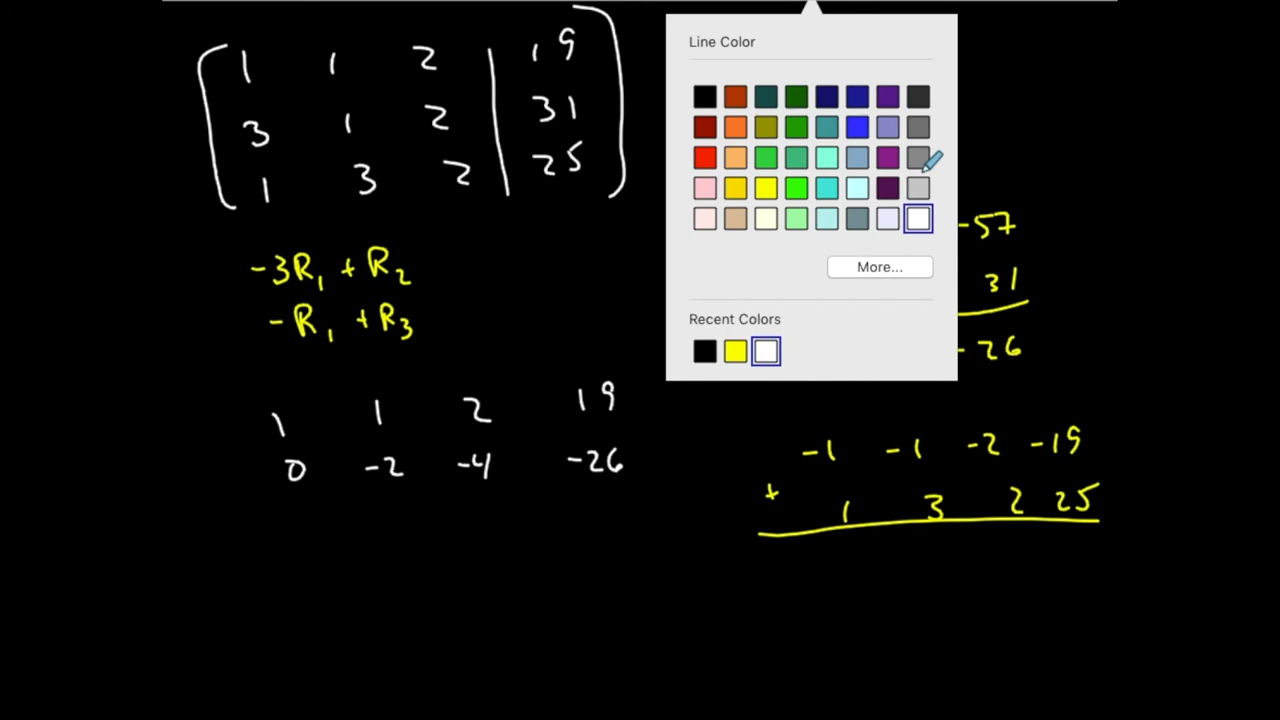 1 1 2 | 19
3 1 2 | 31
1 3 2 | 25
-3R1 + R2
-R1 + R3
1 1 2 19
0 -2 -4 -26
Line Color
More...
Recent Colors
-57
31
-26
-1 -1 -2 -19
+ 1 3 2 25